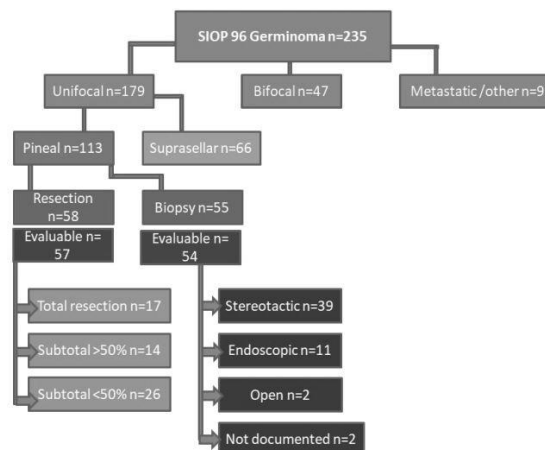 SIOP 96 Germinoma n=235
Unifocal n=179
Bifocal n=47
Metastatic /other n=9
Pineal n=113
Suprasellar n=66
Resection
n=58
Biopsy n=55
Evaluable n=
57
Evaluable n=
54
Total resection n=17
Subtotal >50% n=14
Subtotal <50% n=26
Stereotactic n=39
Endoscopic n=11
Open n=2
Not documented n=2